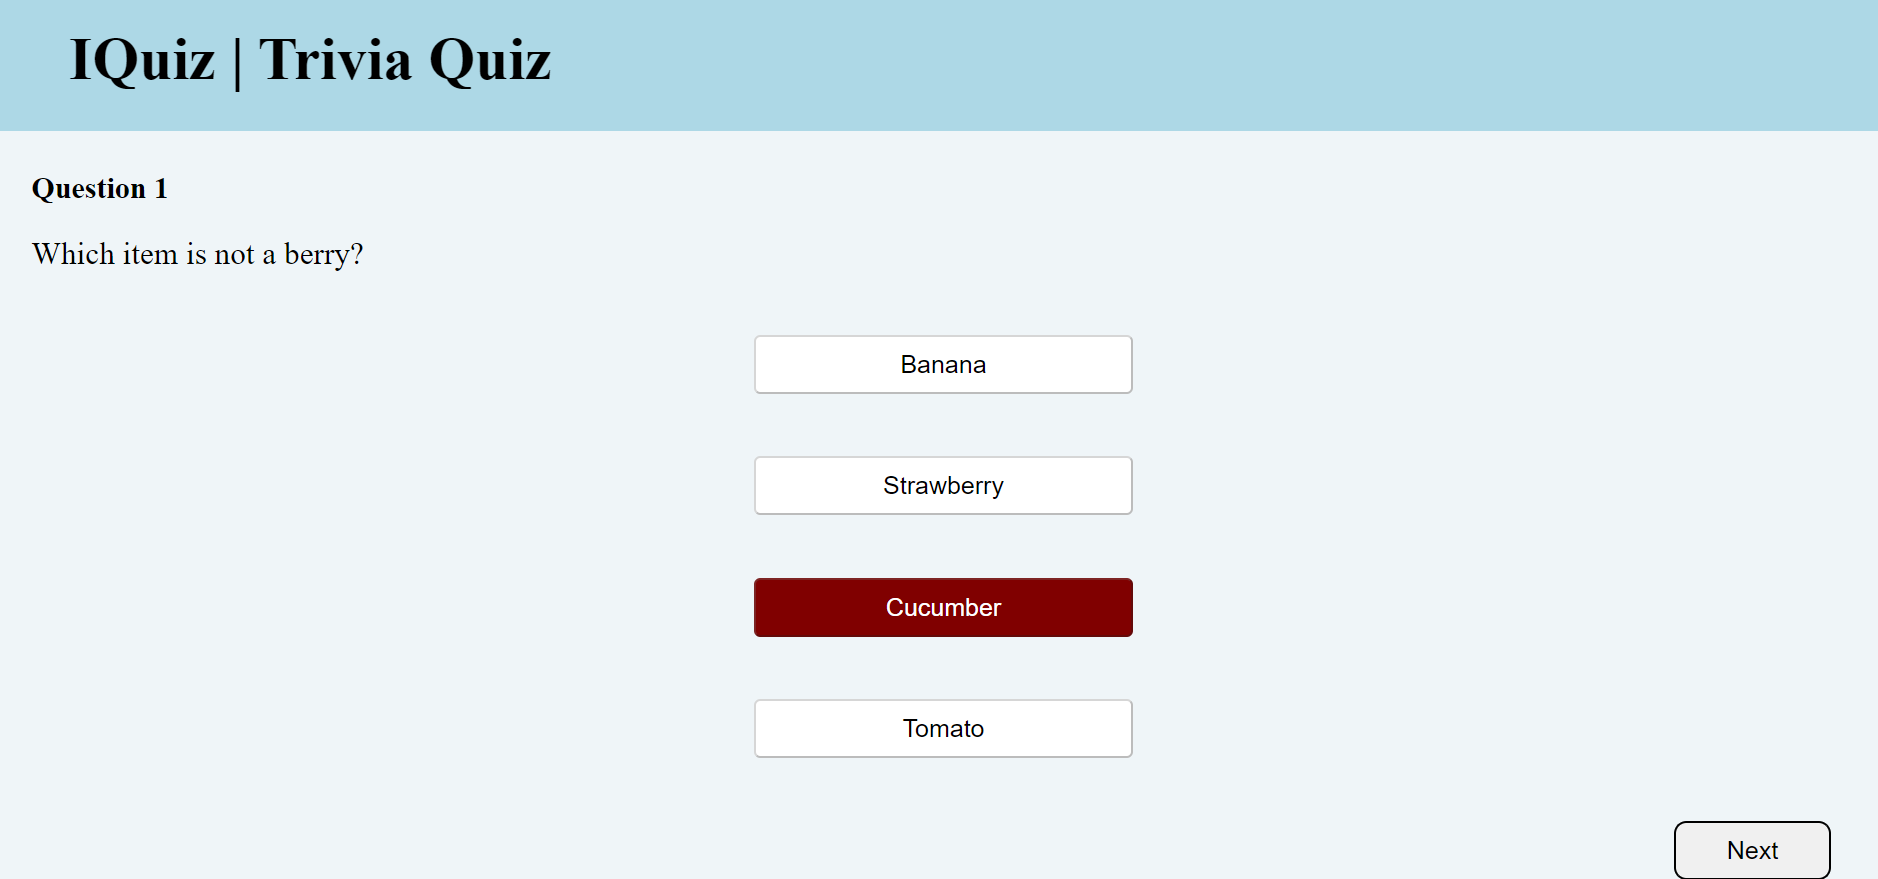 IQuiz | Trivia Quiz
Question 1
Which item is not a berry?
Banana
Strawberry
Cucumber
Tomato
Next